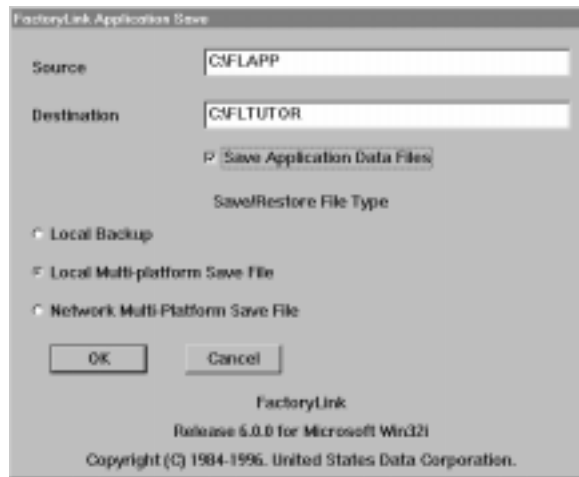 FactoryLink Application Save
Source C:\FLAPP
Destination C:\FLTUTOR
Save Application Data Files
Save/Restore File Type
Local Backup
Local Multi-platform Save File
Network Multi-Platform Save File
OK Cancel
FactoryLink
Release 6.0.0 for Microsoft Win32i
Copyright (C) 1984-1996. United States Data Corporation.